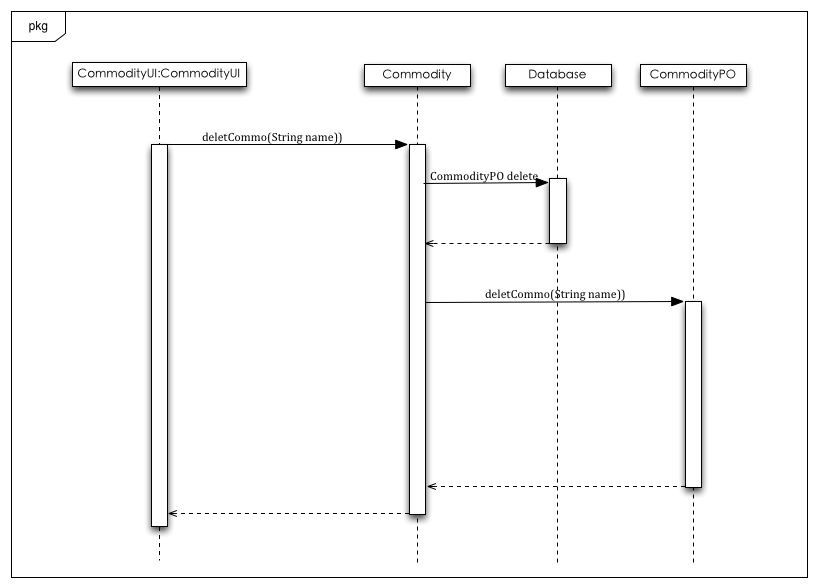 pkg
CommodityUI:CommodityUI
Commodity
Database
CommodityPO
deletCommo(String name))
CommodityPO delete
deletCommo(String name))